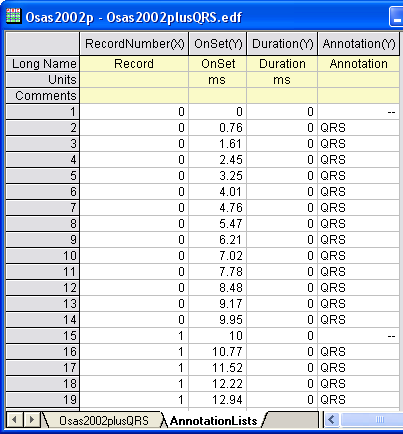 Osas2002p - Osas2002plusQRS.edf
RecordNumber(X) OnSet(Y) Duration(Y) Annotation(Y)
Long Name Record OnSet Duration Annotation
Units ms ms
Comments
1 0 0 0 --
2 0 0.76 0 QRS
3 0 1.61 0 QRS
4 0 2.45 0 QRS
5 0 3.25 0 QRS
6 0 4.01 0 QRS
7 0 4.76 0 QRS
8 0 5.47 0 QRS
9 0 6.21 0 QRS
10 0 7.02 0 QRS
11 0 7.78 0 QRS
12 0 8.48 0 QRS
13 0 9.17 0 QRS
14 0 9.95 0 QRS
15 1 10 0 --
16 1 10.77 0 QRS
17 1 11.52 0 QRS
18 1 12.22 0 QRS
19 1 12.94 0 QRS
Osas2002plusQRS AnnotationLists